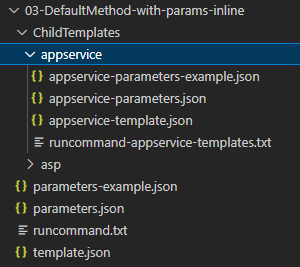 03-DefaultMethod-with-params-inline
ChildTemplates
appservice
{} appservice-parameters-example.json
{} appservice-parameters.json
{} appservice-template.json
runcommand-appservice-templates.txt
asp
{} parameters-example.json
{} parameters.json
runcommand.txt
{} template.json